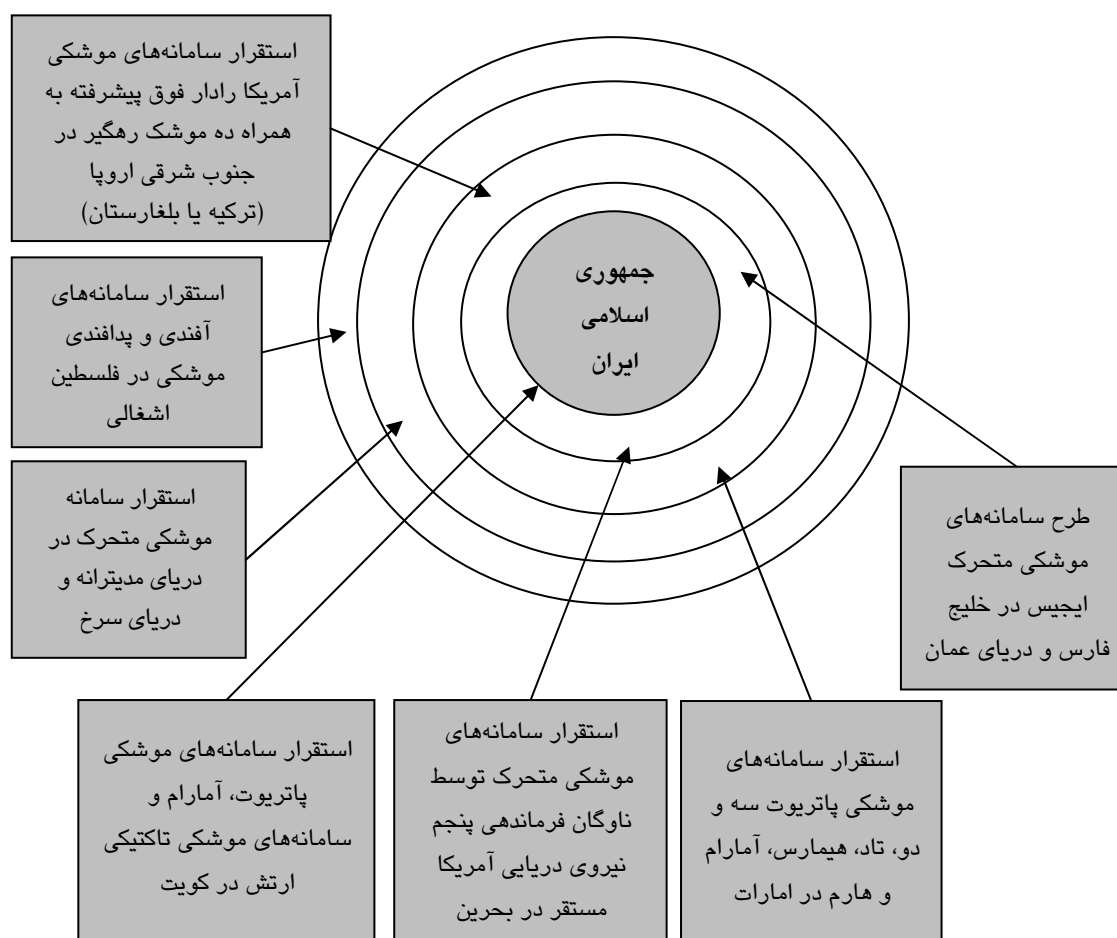 استقرار سامانه‌های موشکی
آمریکا رادار فوق پیشرفته به
همراه ده موشک رهگیر در
جنوب شرقی اروپا
(ترکیه یا بلغارستان)
جمهوری
اسلامی
ایران
استقرار سامانه‌های
آفندی و پدافندی
موشکی در فلسطین
اشغالی
استقرار سامانه
موشکی متحرک در
دریای مدیترانه و
دریای سرخ
طرح سامانه‌های
موشکی متحرک
ایجیس در خلیج
فارس و دریای عمان
استقرار سامانه‌های
موشکی پاتریوت سه و
دو، تاد، هیمارس، آمارام
و هارم در امارات
استقرار سامانه‌های
موشکی متحرک توسط
ناوگان فرماندهی پنجم
نیروی دریایی آمریکا
مستقر در بحرین
استقرار سامانه‌های موشکی
پاتریوت، آمارام و
سامانه‌های موشکی تاکتیکی
ارتش در کویت